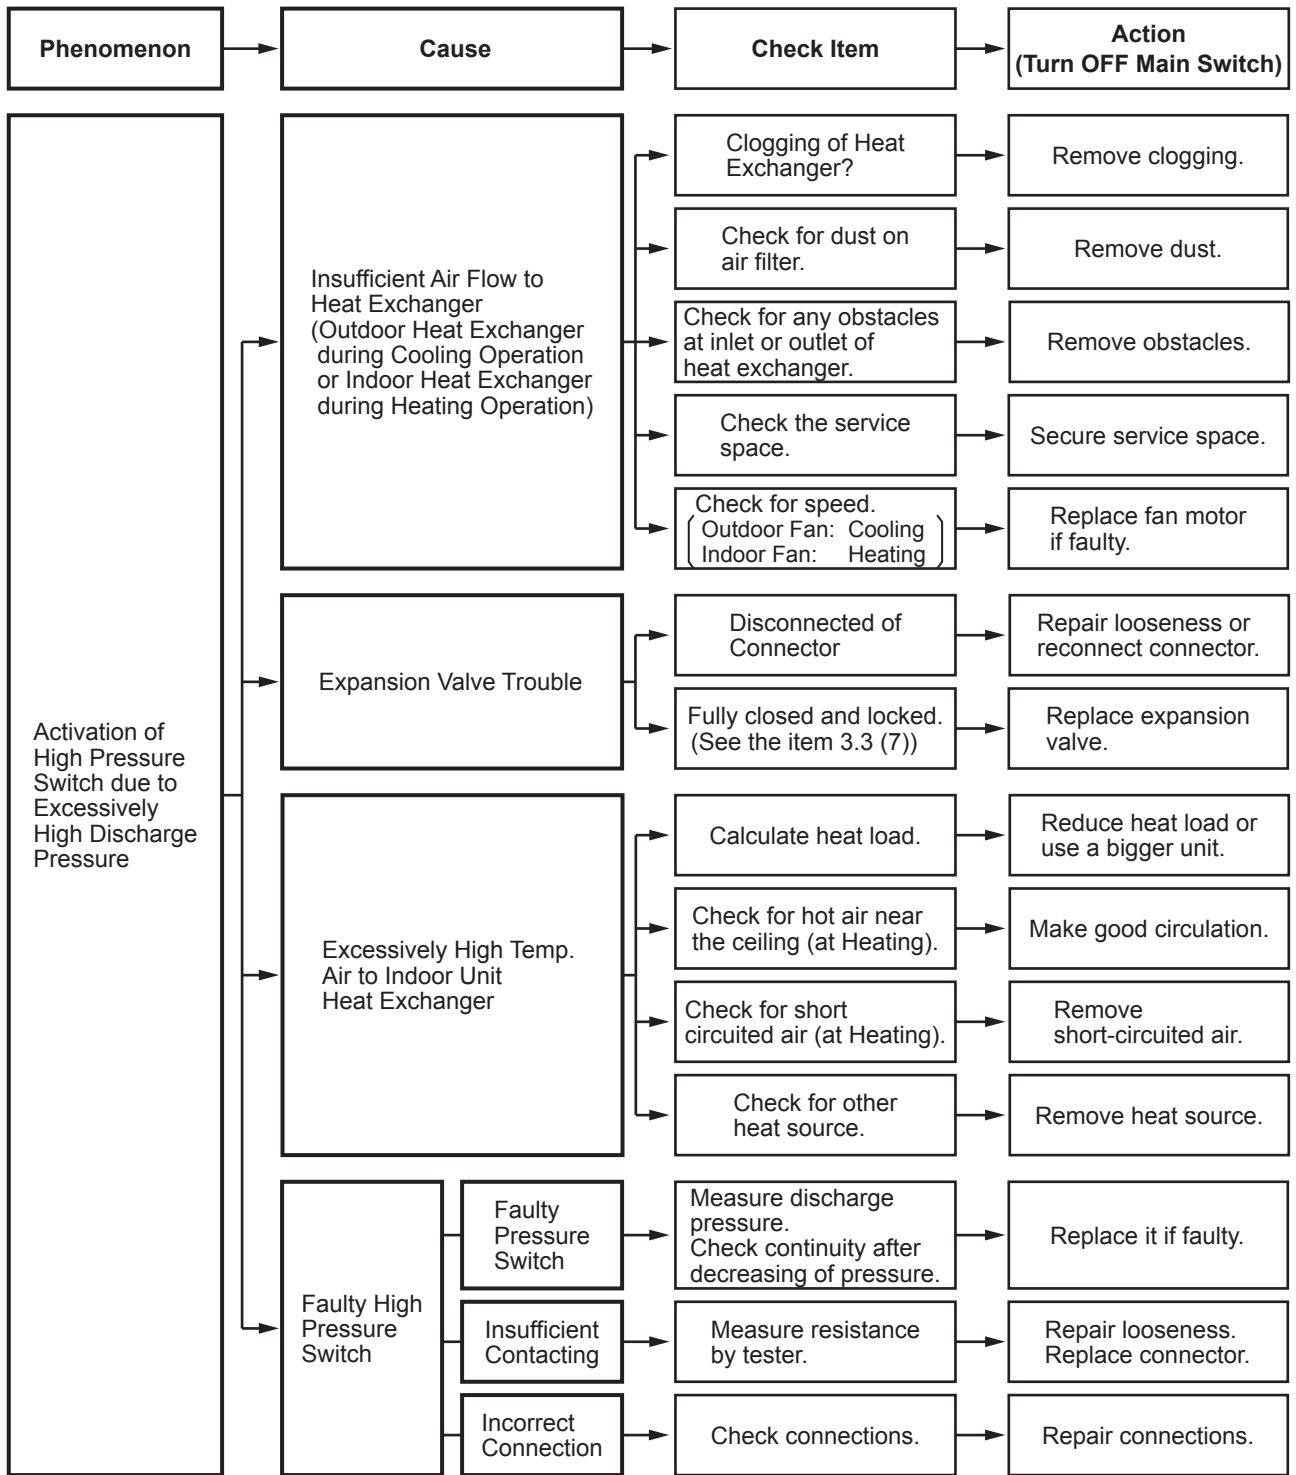 Phenomenon
Cause
Check Item
Action
(Turn OFF Main Switch)
Activation of
High Pressure
Switch due to
Excessively
High Discharge
Pressure
Insufficient Air Flow to
Heat Exchanger
(Outdoor Heat Exchanger
during Cooling Operation
or Indoor Heat Exchanger
during Heating Operation)
Clogging of Heat
Exchanger?
Remove clogging.
Check for dust on
air filter.
Remove dust.
Check for any obstacles
at inlet or outlet of
heat exchanger.
Remove obstacles.
Check the service
space.
Secure service space.
Check for speed.
Outdoor Fan: Cooling
Indoor Fan: Heating
Replace fan motor
if faulty.
Expansion Valve Trouble
Disconnected of
Connector
Repair looseness or
reconnect connector.
Fully closed and locked.
(See the item 3.3 (7))
Replace expansion
valve.
Excessively High Temp.
Air to Indoor Unit
Heat Exchanger
Calculate heat load.
Reduce heat load or
use a bigger unit.
Check for hot air near
the ceiling (at Heating).
Make good circulation.
Check for short
circuited air (at Heating).
Remove
short-circuited air.
Check for other
heat source.
Remove heat source.
Faulty High
Pressure
Switch
Faulty
Pressure
Switch
Measure discharge
pressure.
Check continuity after
decreasing of pressure.
Replace it if faulty.
Insufficient
Contacting
Measure resistance
by tester.
Repair looseness.
Replace connector.
Incorrect
Connection
Check connections.
Repair connections.